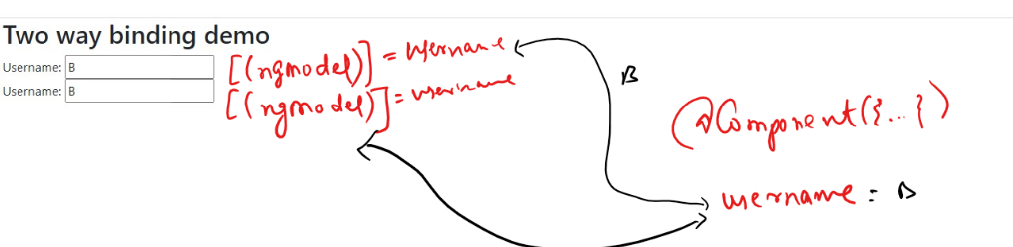 Two way binding demo
Username: B
[(ngmodel)] = username
Username: B
[(ngmodel)] = username
B
@Component({...})
username = B